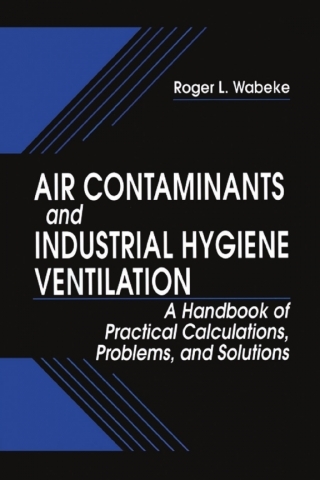 Roger L. Wabeke
AIR CONTAMINANTS
and
INDUSTRIAL HYGIENE
VENTILATION
A Handbook of
Practical Calculations,
Problems, and Solutions